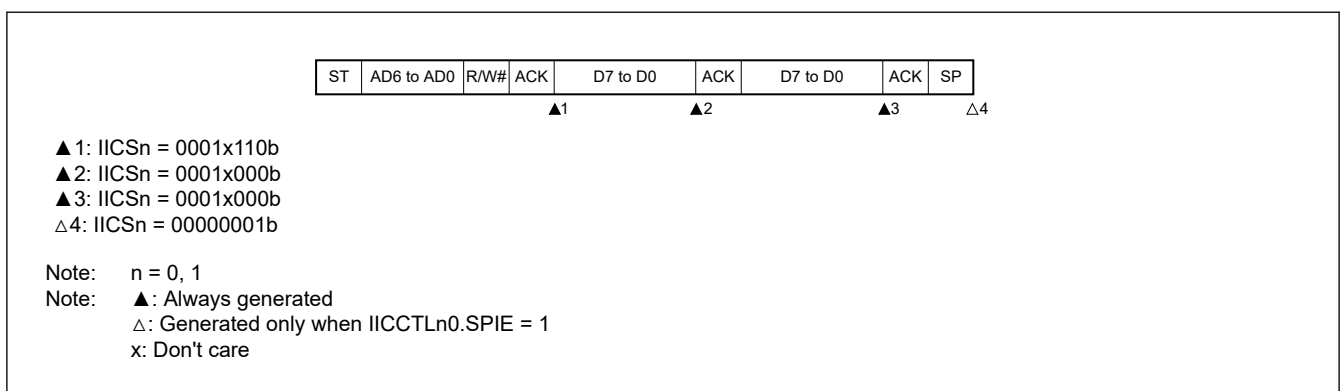 ST AD6 to AD0 R/W# ACK D7 to D0 ACK D7 to D0 ACK SP
▲1 ▲2 ▲3 △4
▲1: IICSn = 0001x110b
▲2: IICSn = 0001x000b
▲3: IICSn = 0001x000b
△4: IICSn = 00000001b
Note: n = 0, 1
Note: ▲: Always generated
△: Generated only when IICCTLn0.SPIE = 1
x: Don't care